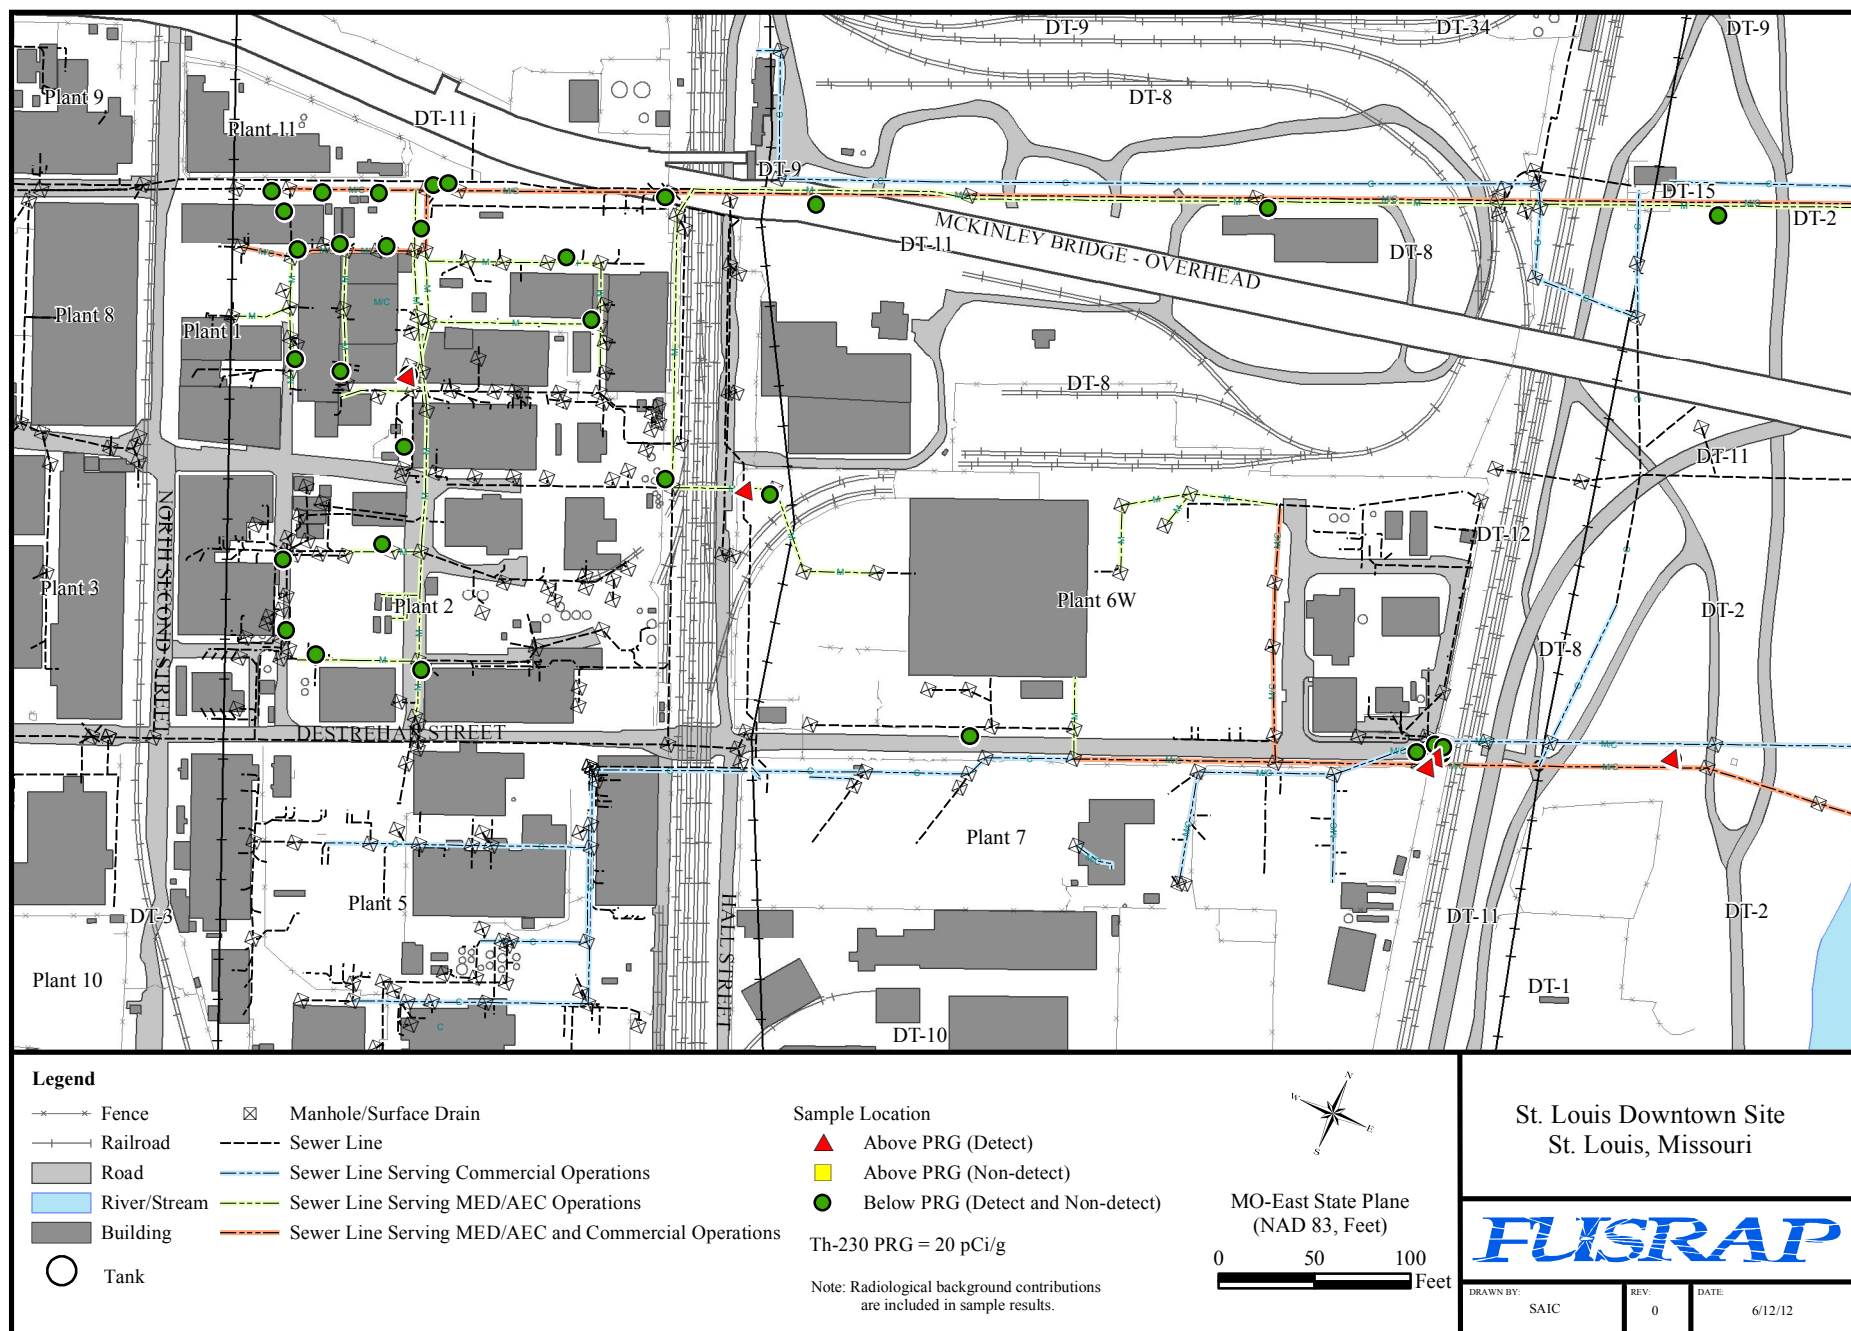 DT-9
DT-34
DT-9
Plant 9
DT-8
DT-11
Plant 11
DT-9
DT-15
DT-2
MCKINLEY BRIDGE - OVERHEAD
DT-11
DT-8
Plant 8
Plant 1
DT-8
DT-11
NORTH SECOND STREET
DT-12
Plant 3
Plant 2
Plant 6W
DT-2
DT-8
DESTREHAN STREET
Plant 7
Plant 5
DT-3
HALL STREET
DT-11
DT-2
Plant 10
DT-1
DT-10
Legend
Fence
Railroad
Road
River/Stream
Building
Tank
Manhole/Surface Drain
Sewer Line
Sewer Line Serving Commercial Operations
Sewer Line Serving MED/AEC Operations
Sewer Line Serving MED/AEC and Commercial Operations
Sample Location
Above PRG (Detect)
Above PRG (Non-detect)
Below PRG (Detect and Non-detect)
Th-230 PRG = 20 pCi/g
Note: Radiological background contributions
are included in sample results.
N
W
E
S
MO-East State Plane
(NAD 83, Feet)
0 50 100
Feet
St. Louis Downtown Site
St. Louis, Missouri
FUSRAP
DRAWN BY:
SAIC
REV:
0
DATE:
6/12/12